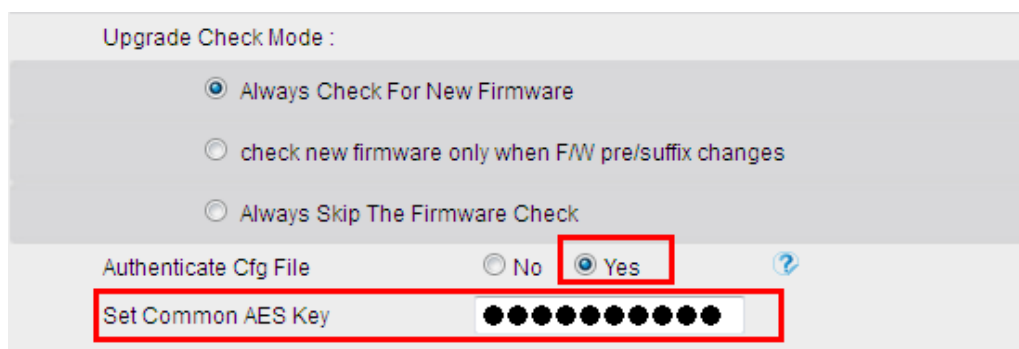 Upgrade Check Mode :
Always Check For New Firmware
check new firmware only when F/W pre/suffix changes
Always Skip The Firmware Check
Authenticate Cfg File No Yes ?
Set Common AES Key ●●●●●●●●●●